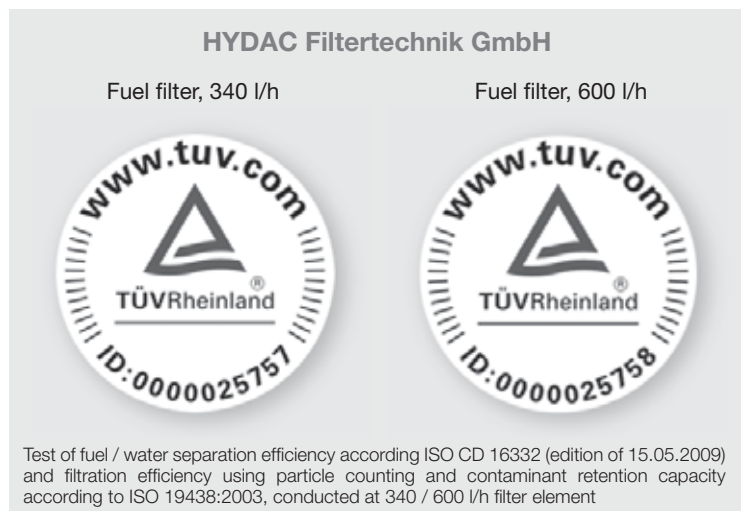 HYDAC Filtertechnik GmbH
Fuel filter, 340 l/h
Fuel filter, 600 l/h
www.tuv.com
TÜVRheinland
®
ID:0000025757
www.tuv.com
TÜVRheinland
®
ID:0000025758
Test of fuel / water separation efficiency according ISO CD 16332 (edition of 15.05.2009)
and filtration efficiency using particle counting and contaminant retention capacity
according to ISO 19438:2003, conducted at 340 / 600 l/h filter element